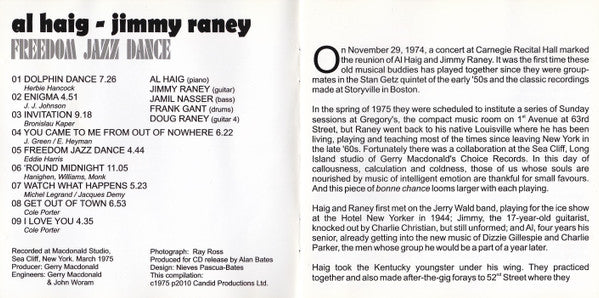 al haig - jimmy raney
FREEDOM JAZZ DANCE
01 DOLPHIN DANCE 7.26
Herbie Hancock
02 ENIGMA 4.51
J. J. Johnson
03 INVITATION 9.18
Bronislau Kaper
04 YOU CAME TO ME FROM OUT OF NOWHERE 6.22
J. Green / E. Heyman
05 FREEDOM JAZZ DANCE 4.44
Eddie Harris
06 'ROUND MIDNIGHT 11.05
Hanighen, Williams, Monk
07 WATCH WHAT HAPPENS 5.23
Michel Legrand / Jacques Demy
08 GET OUT OF TOWN 6.53
Cole Porter
09 I LOVE YOU 4.35
Cole Porter
AL HAIG (piano)
JIMMY RANEY (guitar)
JAMIL NASSER (bass)
FRANK GANT (drums)
DOUG RANEY (guitar 4)
Recorded at Macdonald Studio,
Sea Cliff, New York, March 1975
Producer: Gerry Macdonald
Engineers: Gerry Macdonald
& John Woram
Photograph: Ray Ross
Produced for CD release by Alan Bates
Design: Nieves Pascua-Bates
This compilation:
c1975 p2010 Candid Productions Ltd.
On November 29, 1974, a concert at Carnegie Recital Hall marked
the reunion of Al Haig and Jimmy Raney. It was the first time these
old musical buddies has played together since they were group-
mates in the Stan Getz quintet of the early '50s and the classic recordings
made at Storyville in Boston.
In the spring of 1975 they were scheduled to institute a series of Sunday
sessions at Gregory's, the compact music room on 1st Avenue at 63rd
Street, but Raney went back to his native Louisville where he has been
living, playing and teaching most of the times since leaving New York in
the late '60s. Fortunately there was a collaboration at the Sea Cliff, Long
Island studio of Gerry Macdonald's Choice Records. In this day of
callousness, calculation and coldness, those of us whose souls are
nourished by music of intelligent emotion are thankful for small favours.
And this piece of bonne chance looms larger with each playing.
Haig and Raney first met on the Jerry Wald band, playing for the ice show
at the Hotel New Yorker in 1944; Jimmy, the 17-year-old guitarist,
knocked out by Charlie Christian, but still unformed; and Al, four years his
senior, already getting into the new music of Dizzie Gillespie and Charlie
Parker, the men whose group he would be a part of a year later.
Haig took the Kentucky youngster under his wing. They practiced
together and also made after-the-gig forays to 52nd Street where they